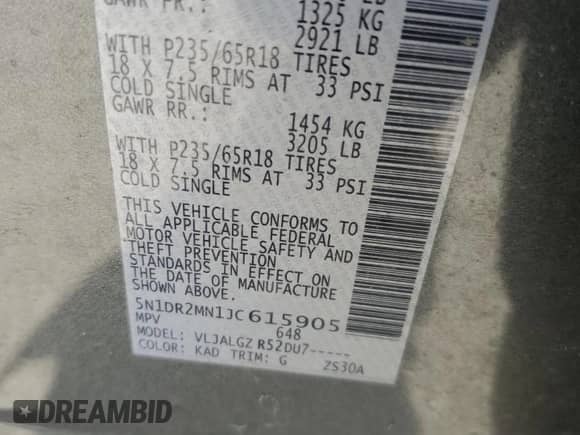 GAWR FR.:
1325 KG
2921 LB
WITH P235/65R18 TIRES
18 X 7.5 RIMS AT 33 PSI
COLD SINGLE
GAWR RR.:
1454 KG
3205 LB
WITH P235/65R18 TIRES
18 X 7.5 RIMS AT 33 PSI
COLD SINGLE
THIS VEHICLE CONFORMS TO
ALL APPLICABLE FEDERAL
MOTOR VEHICLE SAFETY AND
THEFT PREVENTION
STANDARDS IN EFFECT ON
THE DATE OF MANUFACTURE
SHOWN ABOVE.
5N1DR2MN1JC615905
MPV 648
MODEL: VLJALGZ R52DU7-----
COLOR: KAD TRIM: G ZS30A
DREAMBID